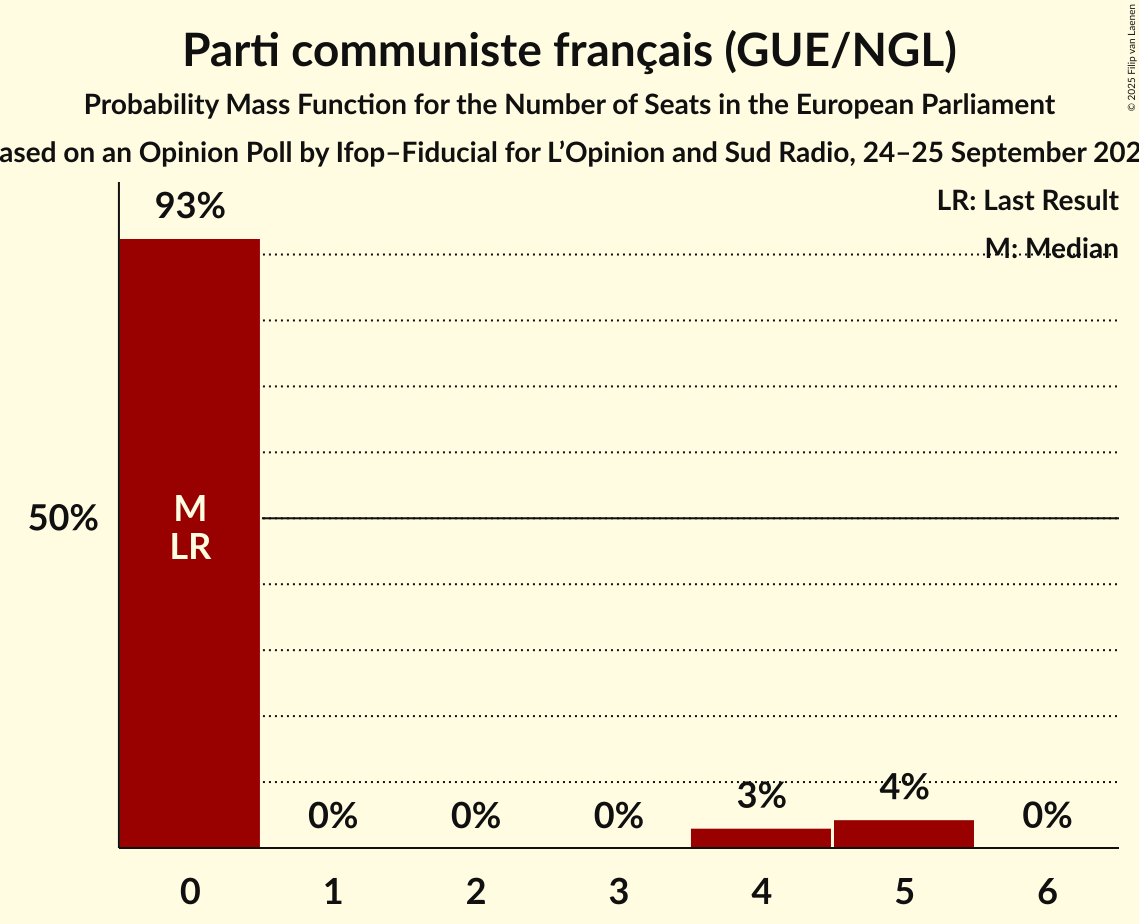 Parti communiste français (GUE/NGL)
Probability Mass Function for the Number of Seats in the European Parliament
ased on an Opinion Poll by Ifop–Fiducial for L’Opinion and Sud Radio, 24–25 September 202
© 2025 Filip van Laenen
LR: Last Result
M: Median
93%
50%
M
LR
0%
0%
0%
3%
4%
0%
0
1
2
3
4
5
6